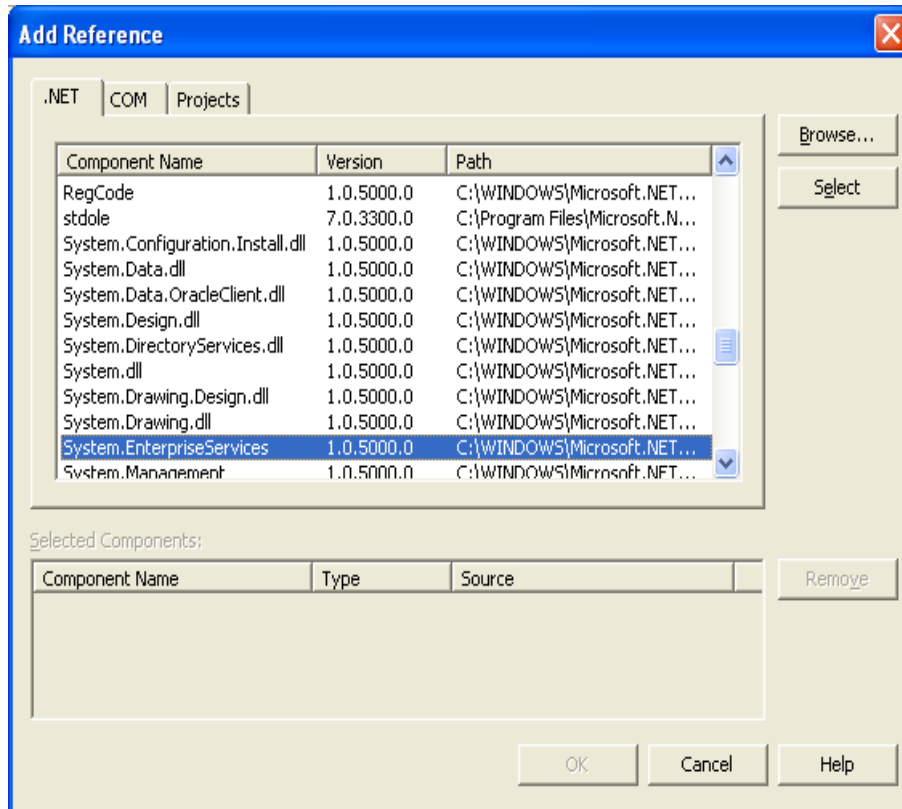 Add Reference
.NET COM Projects
Browse...
Select
Component Name Version Path
RegCode 1.0.5000.0 C:\WINDOWS\Microsoft.NET...
stdole 7.0.3300.0 C:\Program Files\Microsoft.N...
System.Configuration.Install.dll 1.0.5000.0 C:\WINDOWS\Microsoft.NET...
System.Data.dll 1.0.5000.0 C:\WINDOWS\Microsoft.NET...
System.Data.OracleClient.dll 1.0.5000.0 C:\WINDOWS\Microsoft.NET...
System.Design.dll 1.0.5000.0 C:\WINDOWS\Microsoft.NET...
System.DirectoryServices.dll 1.0.5000.0 C:\WINDOWS\Microsoft.NET...
System.dll 1.0.5000.0 C:\WINDOWS\Microsoft.NET...
System.Drawing.Design.dll 1.0.5000.0 C:\WINDOWS\Microsoft.NET...
System.Drawing.dll 1.0.5000.0 C:\WINDOWS\Microsoft.NET...
System.EnterpriseServices 1.0.5000.0 C:\WINDOWS\Microsoft.NET...
System.Management 1.0.5000.0 C:\WINDOWS\Microsoft.NET...
Selected Components:
Component Name Type Source
Remove
OK Cancel Help